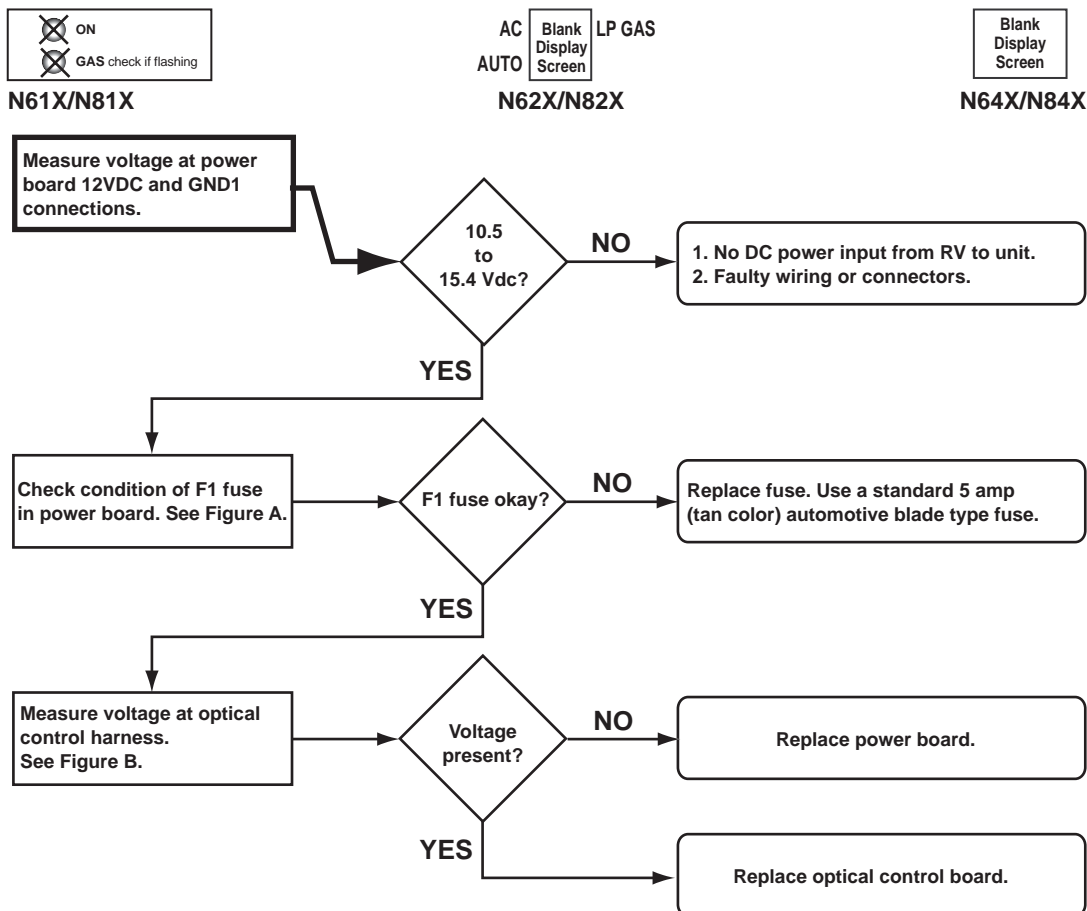 ON
GAS check if flashing
N61X/N81X
AC
AUTO
Blank
Display
Screen
LP GAS
N62X/N82X
Blank
Display
Screen
N64X/N84X
Measure voltage at power
board 12VDC and GND1
connections.
10.5
to
15.4 Vdc?
NO
1. No DC power input from RV to unit.
2. Faulty wiring or connectors.
YES
Check condition of F1 fuse
in power board. See Figure A.
F1 fuse okay?
NO
Replace fuse. Use a standard 5 amp
(tan color) automotive blade type fuse.
YES
Measure voltage at optical
control harness.
See Figure B.
Voltage
present?
NO
Replace power board.
YES
Replace optical control board.